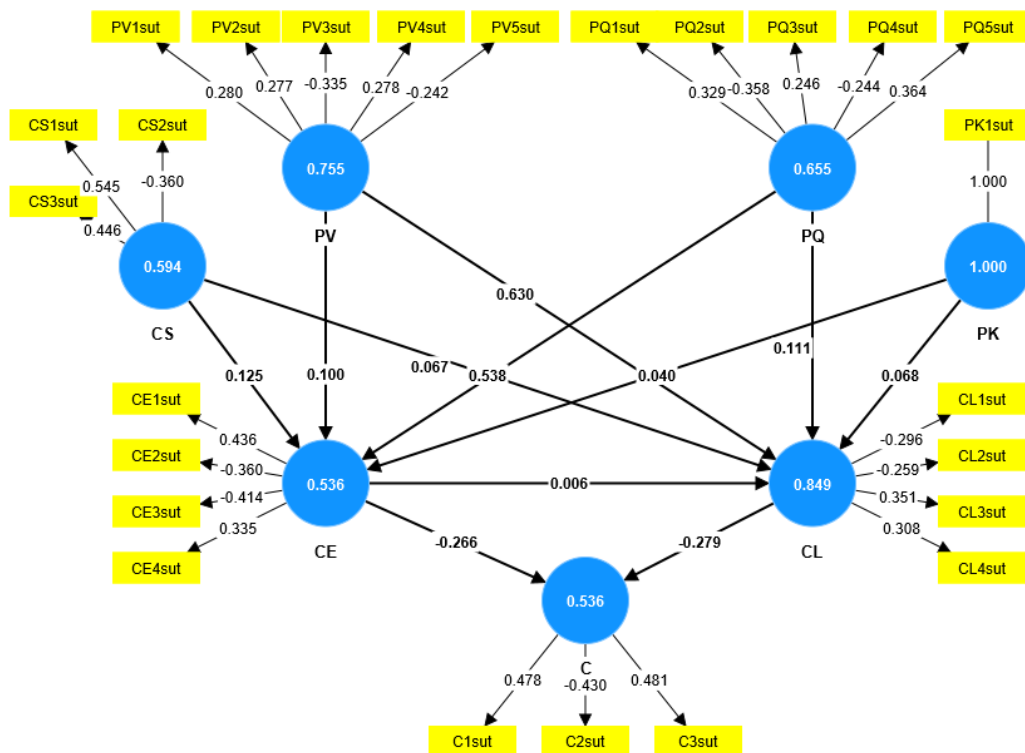 PV1sut PV2sut PV3sut PV4sut PV5sut PQ1sut PQ2sut PQ3sut PQ4sut PQ5sut
0.280 0.277 -0.335 0.278 -0.242 0.329 -0.358 0.246 -0.244 0.364
CS1sut CS2sut PK1sut
0.545 -0.360 1.000
CS3sut 0.446
0.755 0.655
PV PQ
0.594 1.000
CS PK
0.630
0.067 0.538 0.040 0.111
0.125 0.100 0.068
CE1sut 0.436 -0.296 CL1sut
CE2sut -0.360 -0.259 CL2sut
0.536 0.006 0.849
CE3sut -0.414 0.351 CL3sut
CE4sut 0.335 0.308 CL4sut
CE CL
-0.266 -0.279
0.536
C
0.478 -0.430 0.481
C1sut C2sut C3sut